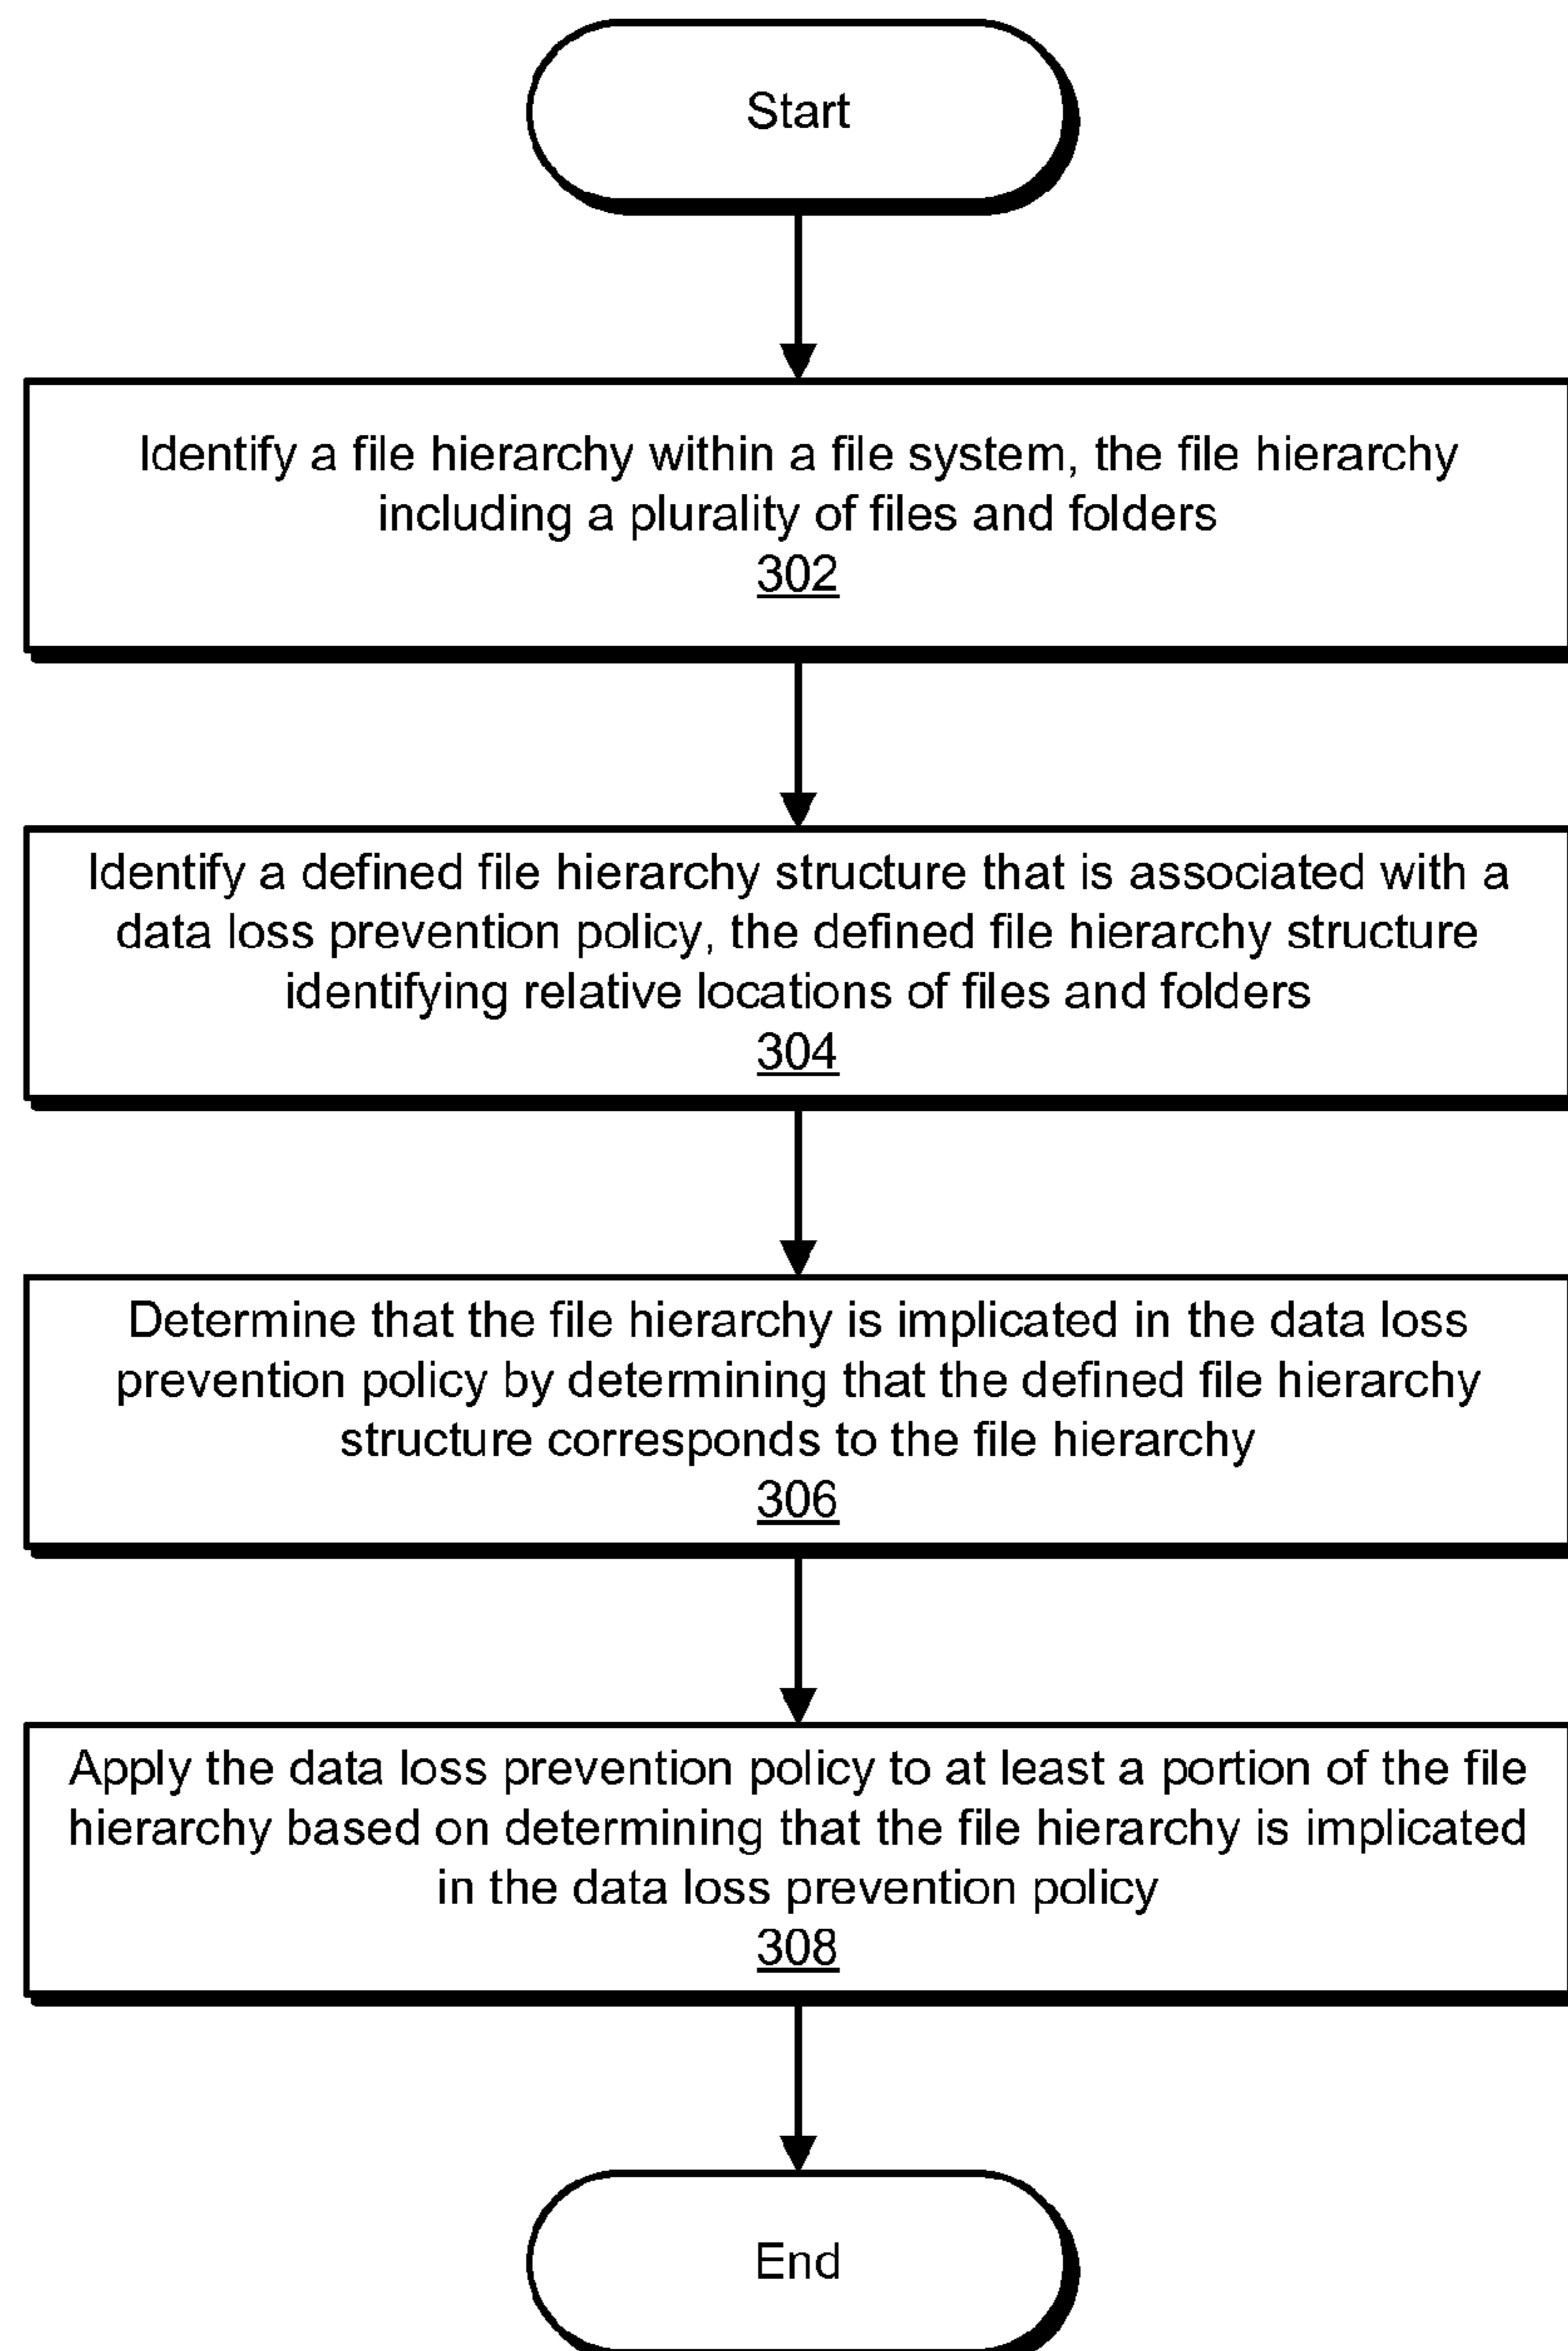 Start
Identify a file hierarchy within a file system, the file hierarchy
including a plurality of files and folders
302
Identify a defined file hierarchy structure that is associated with a
data loss prevention policy, the defined file hierarchy structure
identifying relative locations of files and folders
304
Determine that the file hierarchy is implicated in the data loss
prevention policy by determining that the defined file hierarchy
structure corresponds to the file hierarchy
306
Apply the data loss prevention policy to at least a portion of the file
hierarchy based on determining that the file hierarchy is implicated
in the data loss prevention policy
308
End